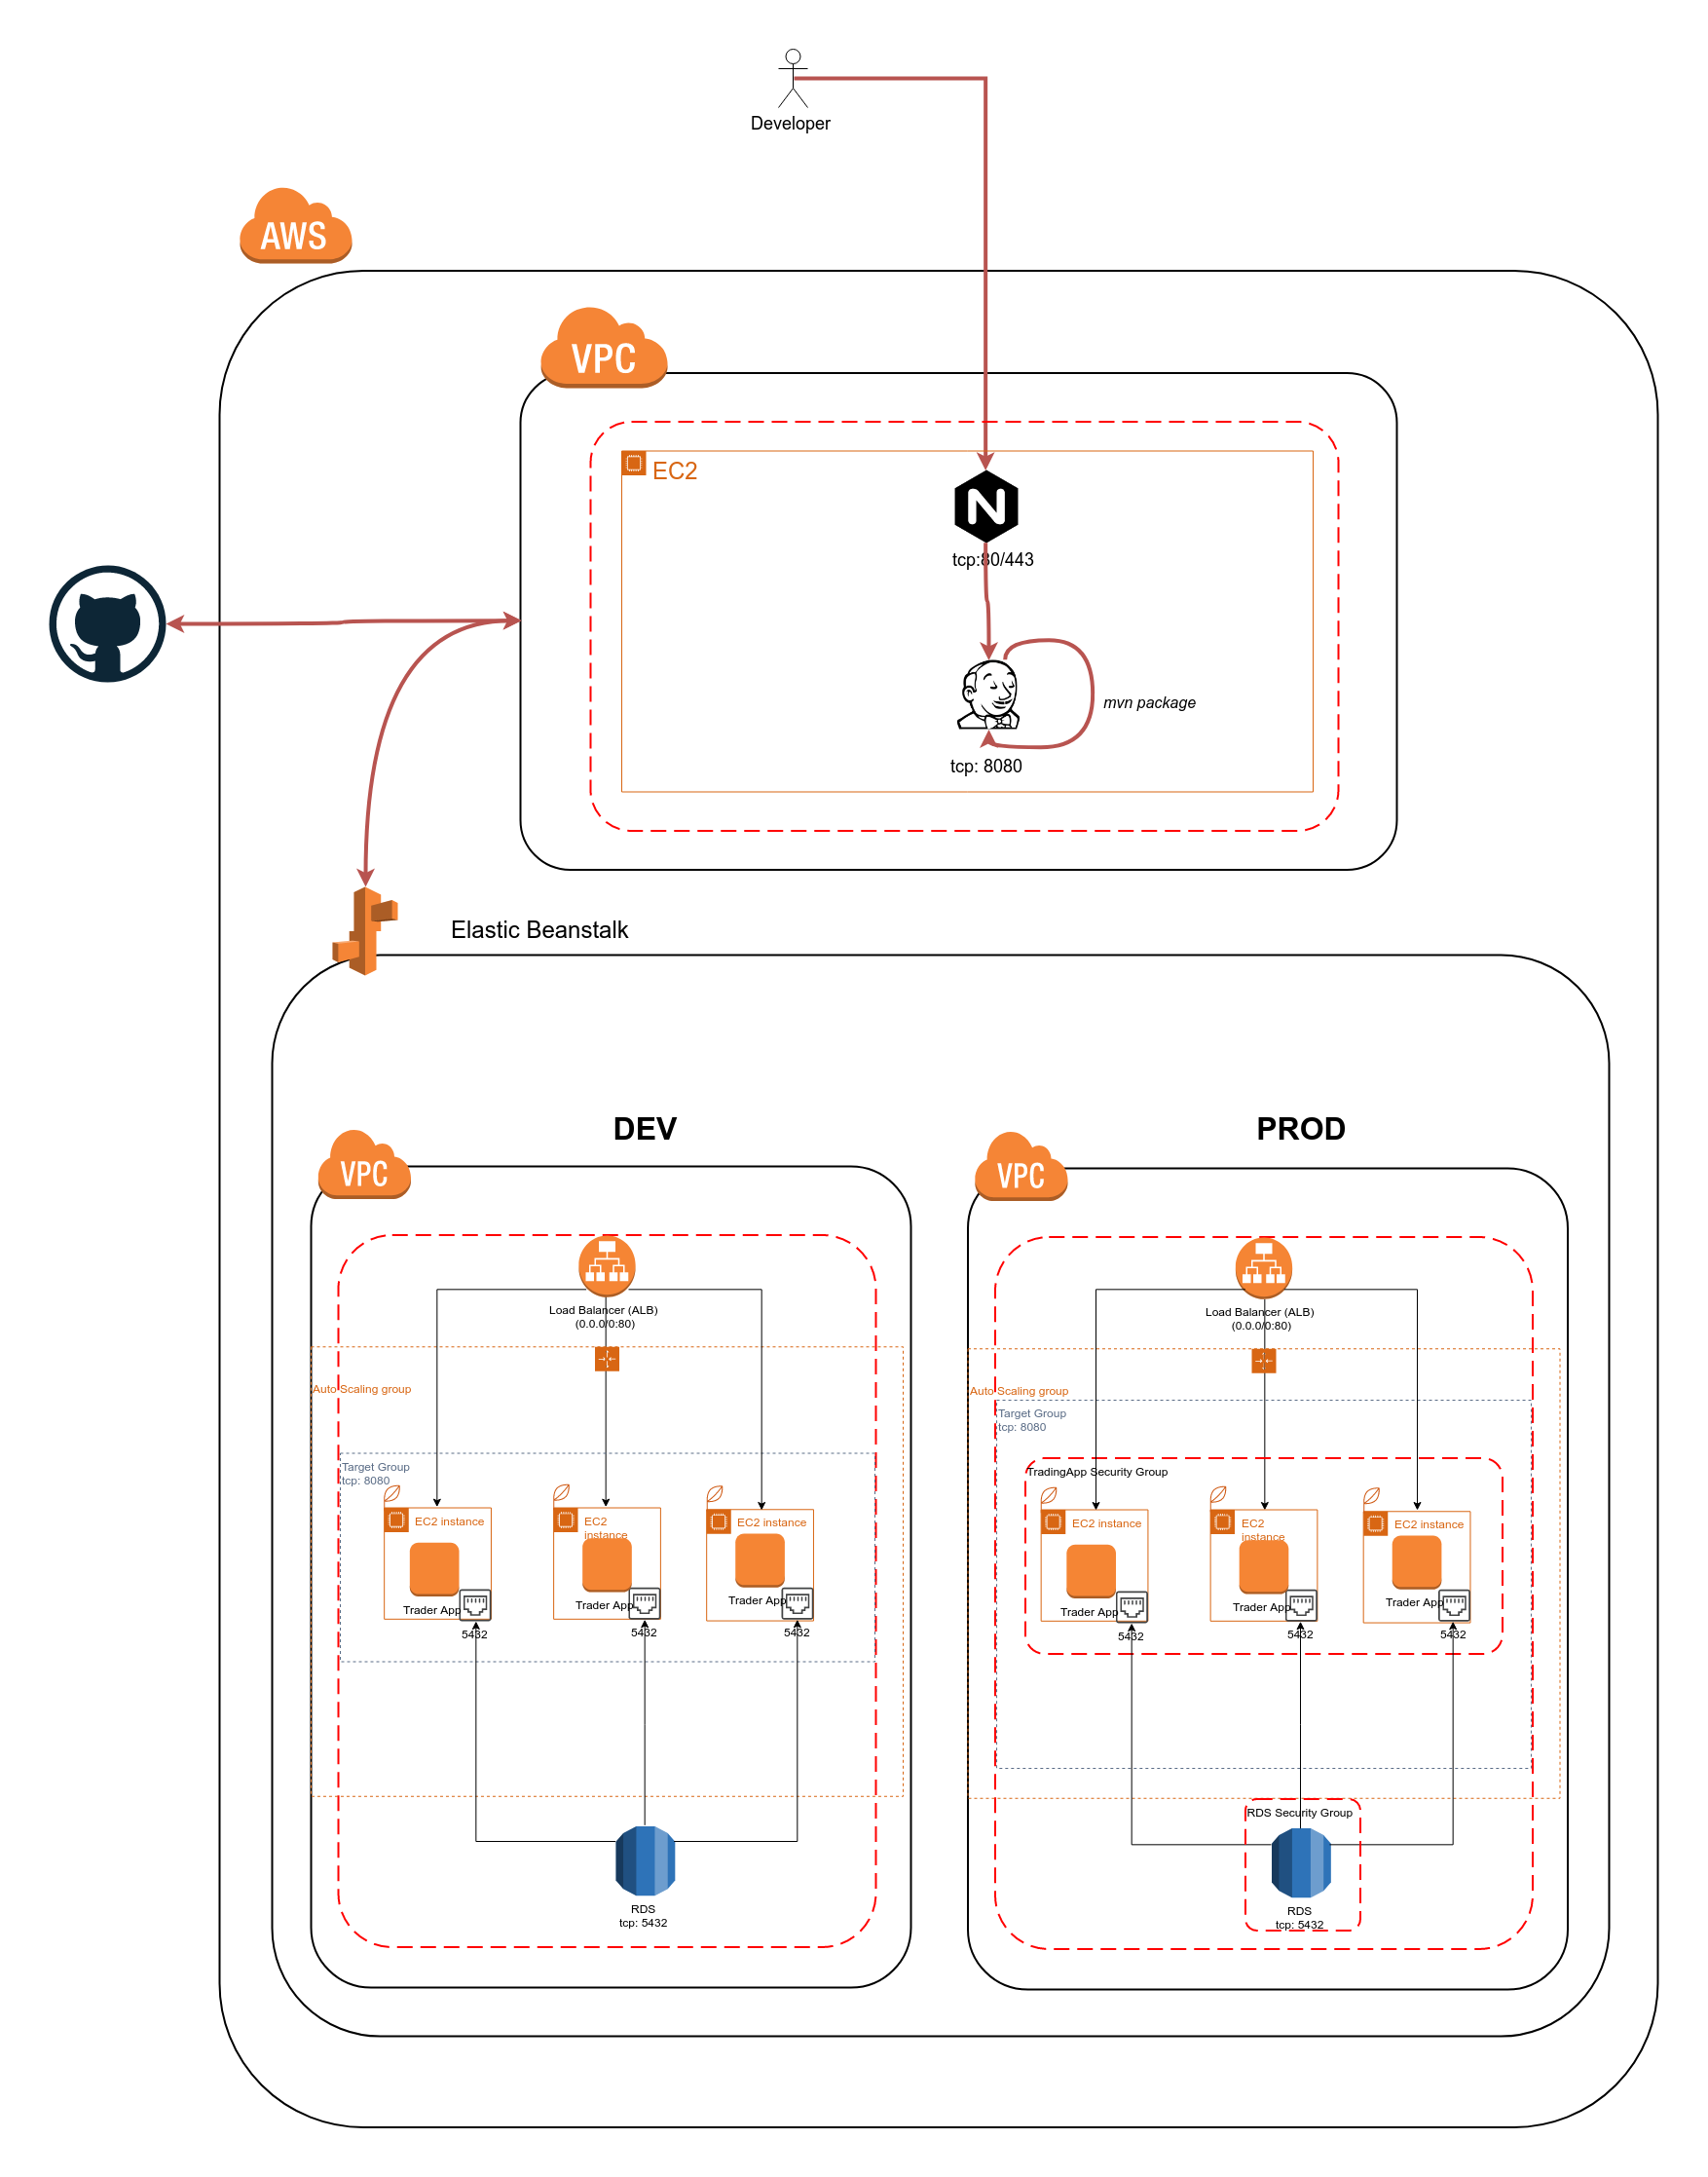 Developer
AWS
VPC
EC2
tcp:80/443
mvn package
tcp: 8080
Elastic Beanstalk
DEV
VPC
Load Balancer (ALB)
(0.0.0/0:80)
Auto Scaling group
Target Group
tcp: 8080
EC2 instance
Trader App
5432
EC2
instance
Trader App
5432
EC2 instance
Trader App
5432
RDS
tcp: 5432
PROD
VPC
Load Balancer (ALB)
(0.0.0/0:80)
Auto Scaling group
Target Group
tcp: 8080
TradingApp Security Group
EC2 instance
Trader App
5432
EC2
instance
Trader App
5432
EC2 instance
Trader App
5432
RDS Security Group
RDS
tcp: 5432